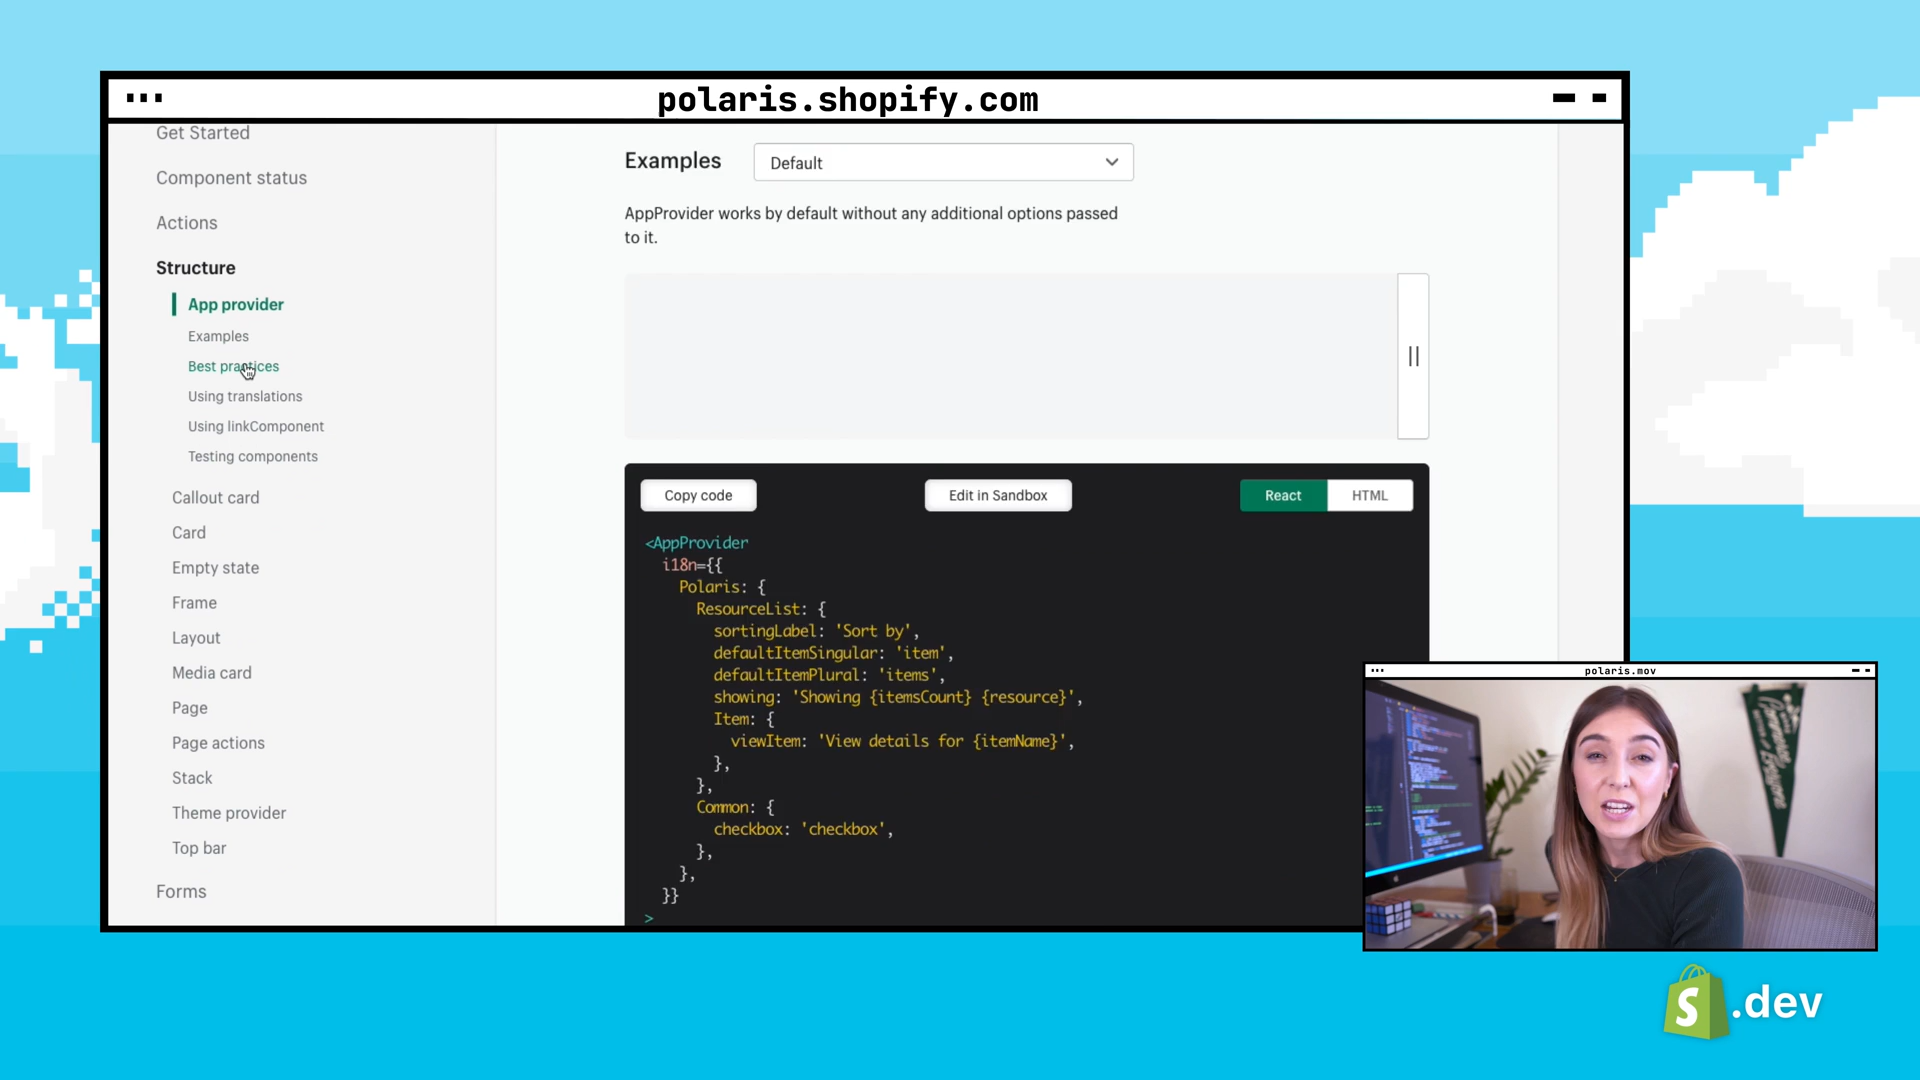 polaris.shopify.com
Get Started
Component status
Actions
Structure
App provider
Examples
Best practices
Using translations
Using linkComponent
Testing components
Callout card
Card
Empty state
Frame
Layout
Media card
Page
Page actions
Stack
Theme provider
Top bar
Forms
Examples
Default
AppProvider works by default without any additional options passed
to it.
Copy code
Edit in Sandbox
React
HTML
<AppProvider
i18n={{
Polaris: {
ResourceList: {
sortingLabel: 'Sort by',
defaultItemSingular: 'item',
defaultItemPlural: 'items',
showing: 'Showing {itemsCount} {resource}',
Item: {
viewItem: 'View details for {itemName}',
},
},
Common: {
checkbox: 'checkbox',
},
},
}}
>
polaris.mov
S.dev